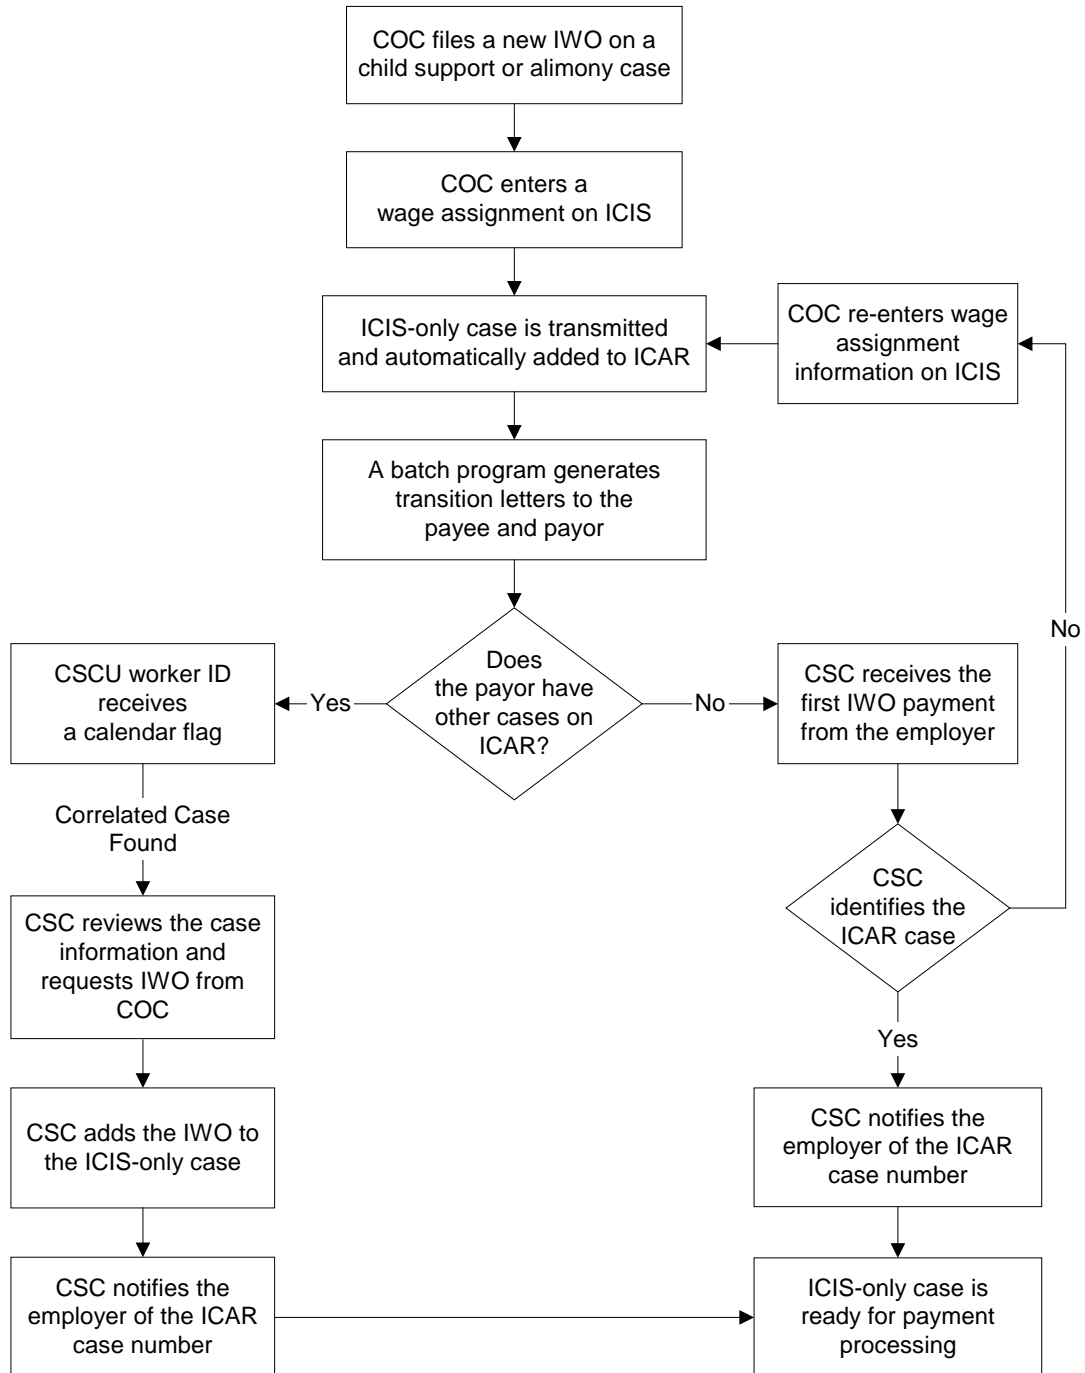 COC files a new IWO on a
child support or alimony case
COC enters a
wage assignment on ICIS
ICIS-only case is transmitted
and automatically added to ICAR
COC re-enters wage
assignment
information on ICIS
A batch program generates
transition letters to the
payee and payor
No
CSCU worker ID
receives
a calendar flag
Yes
Does
the payor have
other cases on
ICAR?
No
CSC receives the
first IWO payment
from the employer
Correlated Case
Found
CSC
identifies the
ICAR case
CSC reviews the case
information and
requests IWO from
COC
Yes
CSC adds the IWO to
the ICIS-only case
CSC notifies the
employer of the ICAR
case number
CSC notifies the
employer of the ICAR
case number
ICIS-only case is
ready for payment
processing